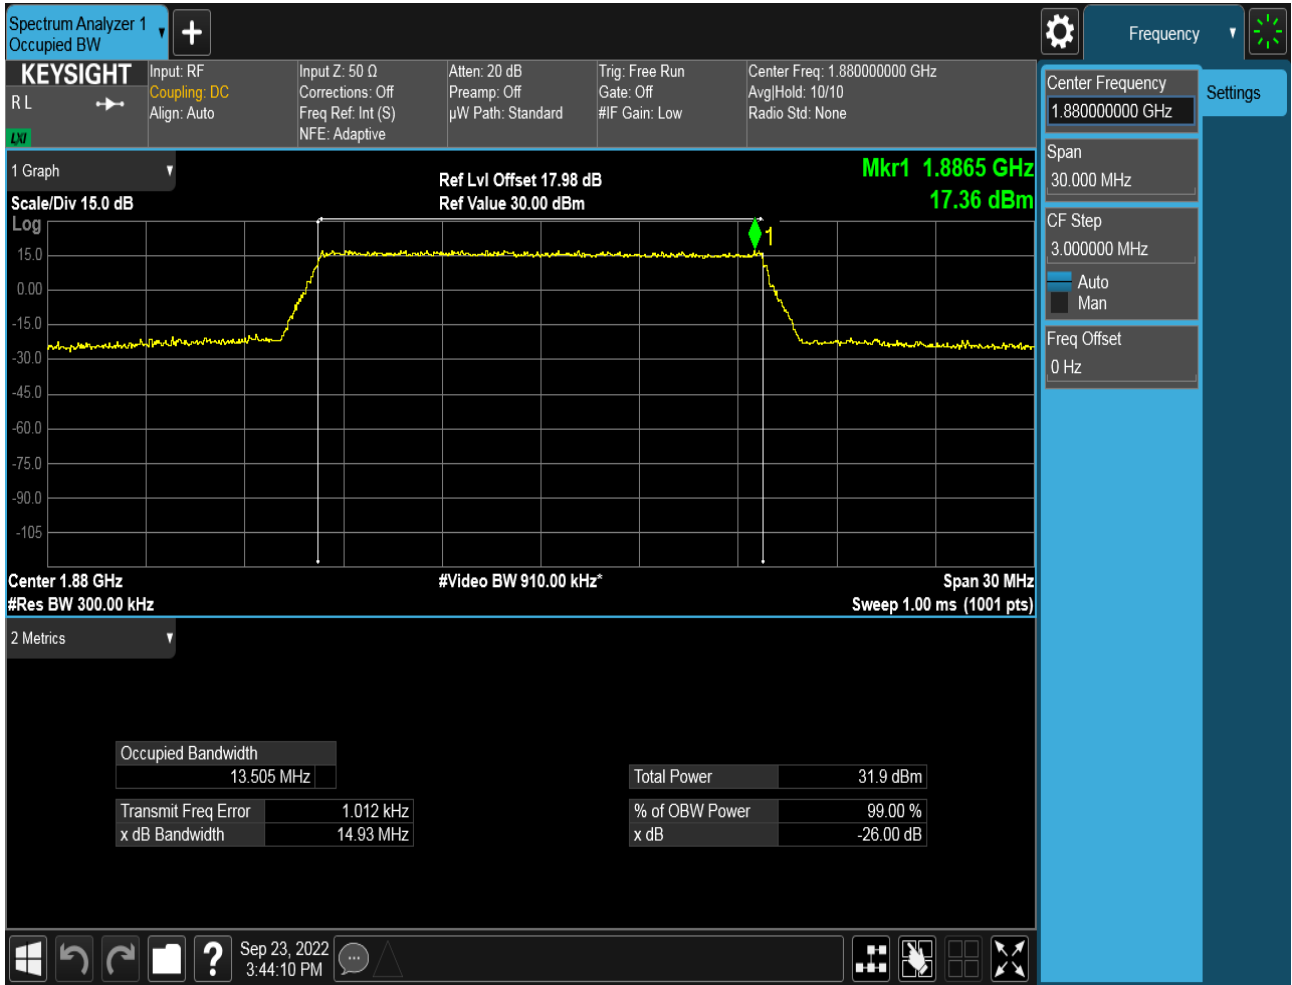 Spectrum Analyzer 1
Occupied BW
Frequency
KEYSIGHT
R L
LXI
Input: RF
Coupling: DC
Align: Auto
Input Z: 50 Ω
Corrections: Off
Freq Ref: Int (S)
NFE: Adaptive
Atten: 20 dB
Preamp: Off
µW Path: Standard
Trig: Free Run
Gate: Off
#IF Gain: Low
Center Freq: 1.880000000 GHz
Avg|Hold: 10/10
Radio Std: None
Center Frequency
1.880000000 GHz
Settings
Span
30.000 MHz
CF Step
3.000000 MHz
Auto
Man
Freq Offset
0 Hz
1 Graph
Scale/Div 15.0 dB
Log
Ref Lvl Offset 17.98 dB
Ref Value 30.00 dBm
Mkr1 1.8865 GHz
17.36 dBm
1
15.0
0.00
-15.0
-30.0
-45.0
-60.0
-75.0
-90.0
-105
Center 1.88 GHz
#Video BW 910.00 kHz*
Span 30 MHz
#Res BW 300.00 kHz
Sweep 1.00 ms (1001 pts)
2 Metrics
Occupied Bandwidth
13.505 MHz
Total Power 31.9 dBm
Transmit Freq Error 1.012 kHz
% of OBW Power 99.00 %
x dB Bandwidth 14.93 MHz
x dB -26.00 dB
Sep 23, 2022
3:44:10 PM